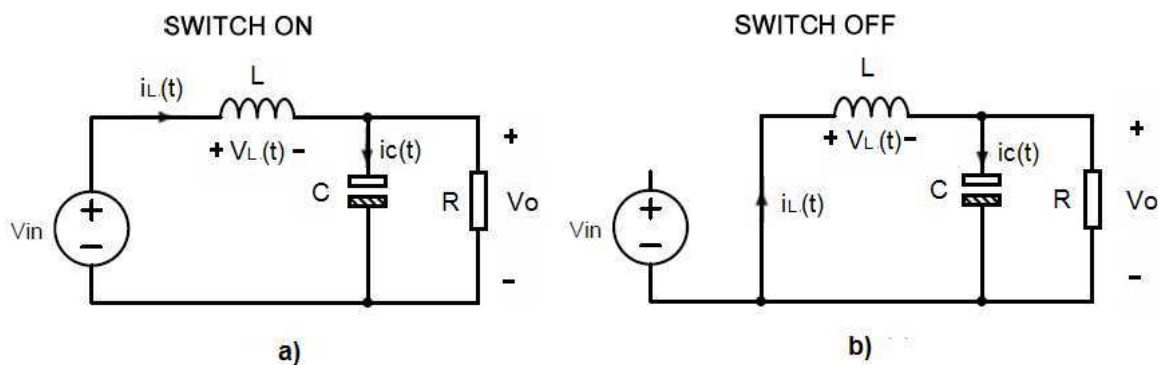 SWITCH ON
L
iL.(t)
+ VL.(t) -
ic(t)
+
C
R
Vo
+
-
Vin
-
a)
SWITCH OFF
L
+ VL.(t) -
ic(t)
+
C
R
Vo
iL.(t)
+
-
Vin
-
b)